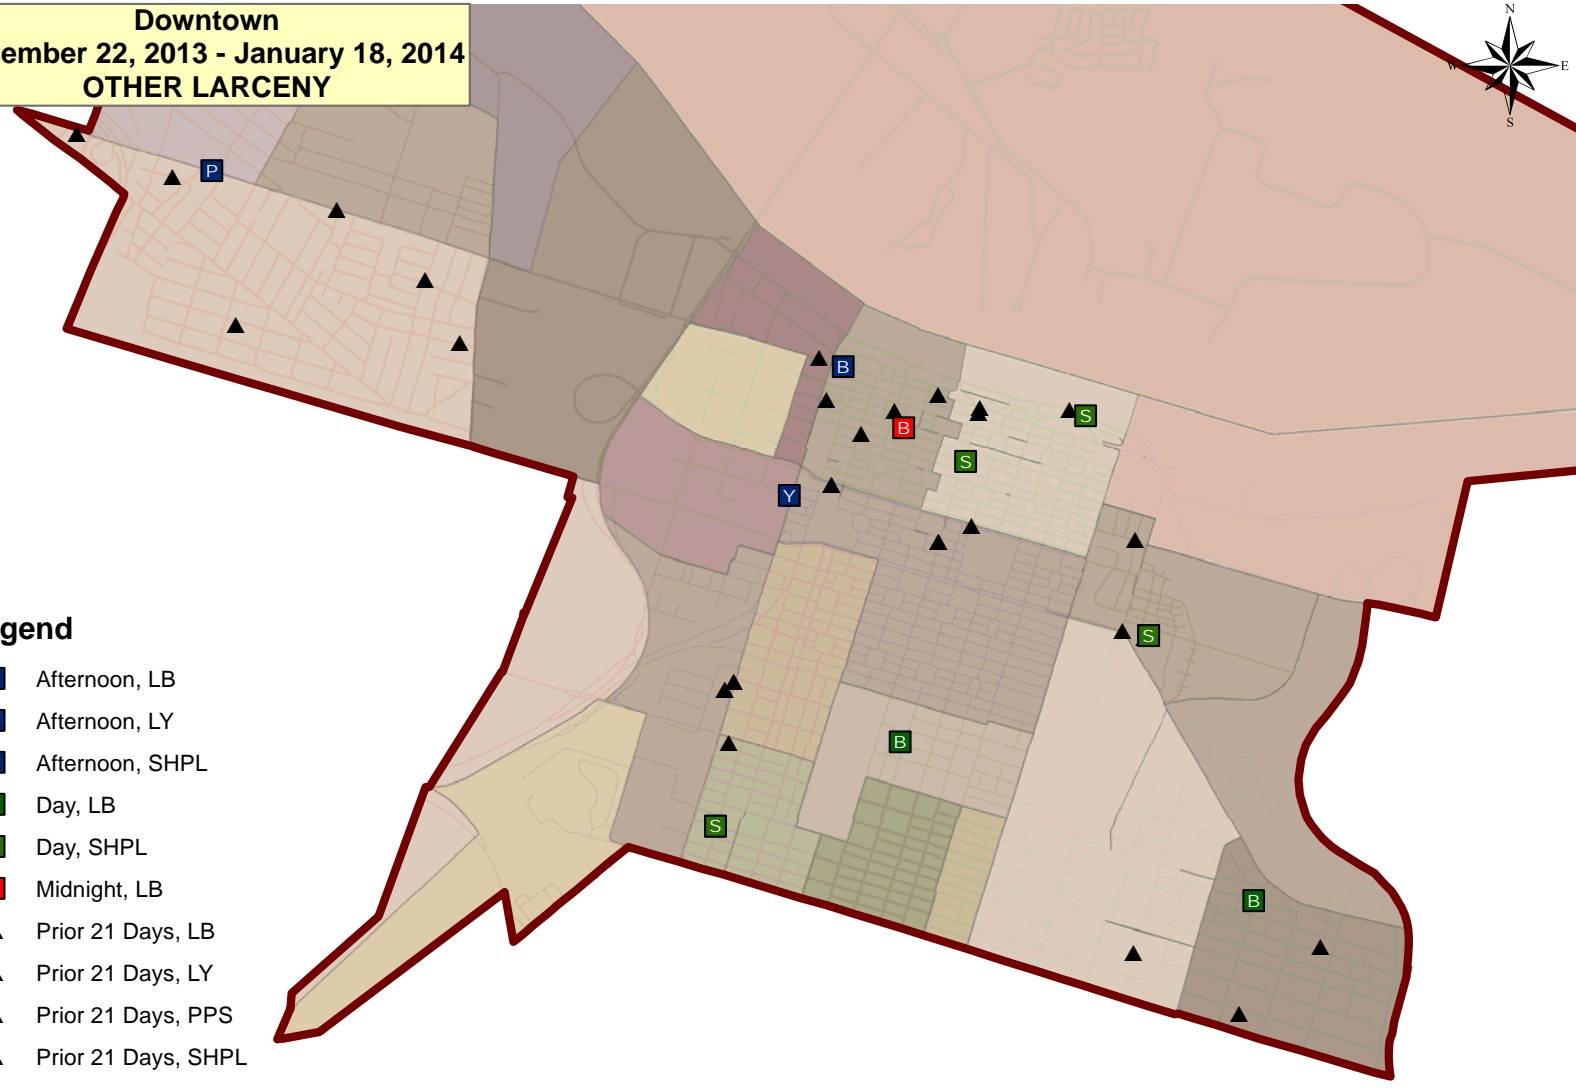 Downtown
ember 22, 2013 - January 18, 2014
OTHER LARCENY
N
W
E
S
P
B
S
B
S
Y
S
B
S
B
gend
Afternoon, LB
Afternoon, LY
Afternoon, SHPL
Day, LB
Day, SHPL
Midnight, LB
Prior 21 Days, LB
Prior 21 Days, LY
Prior 21 Days, PPS
Prior 21 Days, SHPL